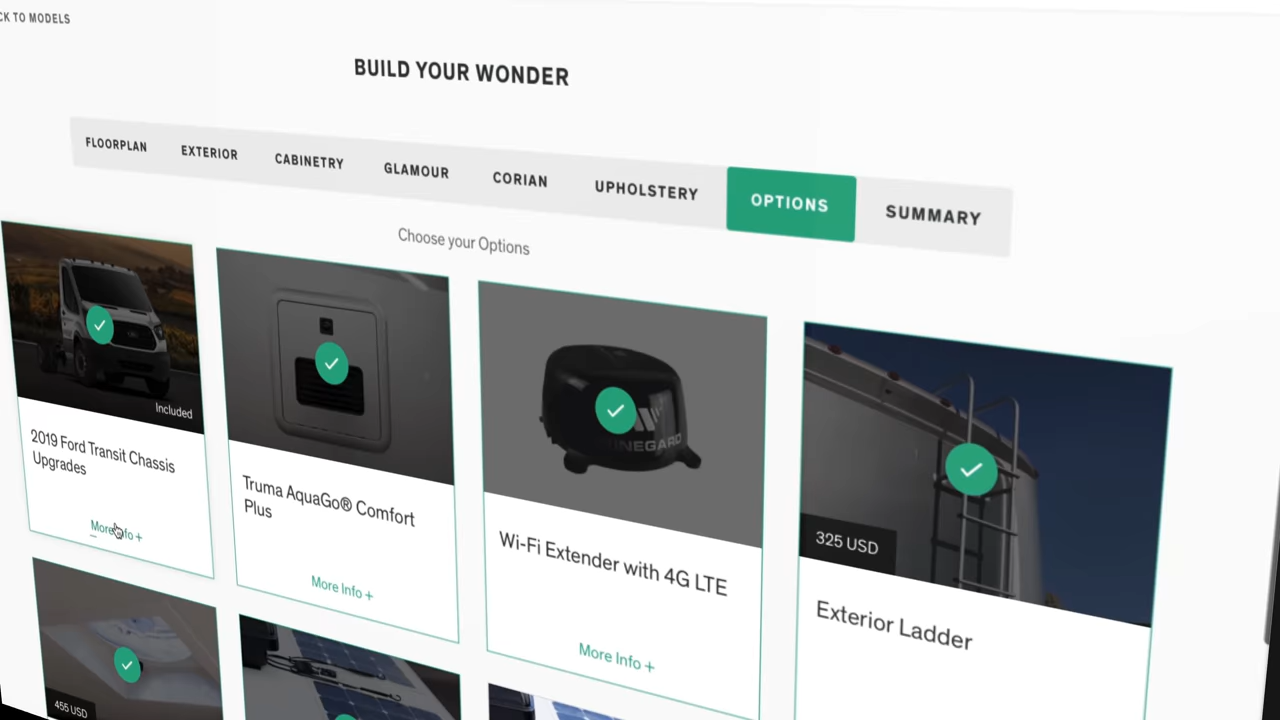 CK TO MODELS
BUILD YOUR WONDER
FLOORPLAN
EXTERIOR
CABINETRY
GLAMOUR
CORIAN
UPHOLSTERY
OPTIONS
SUMMARY
Choose your Options
Included
2019 Ford Transit Chassis
Upgrades
More Info +
Truma AquaGo® Comfort
Plus
More Info +
WINEGARD
Wi-Fi Extender with 4G LTE
More Info +
325 USD
Exterior Ladder
455 USD